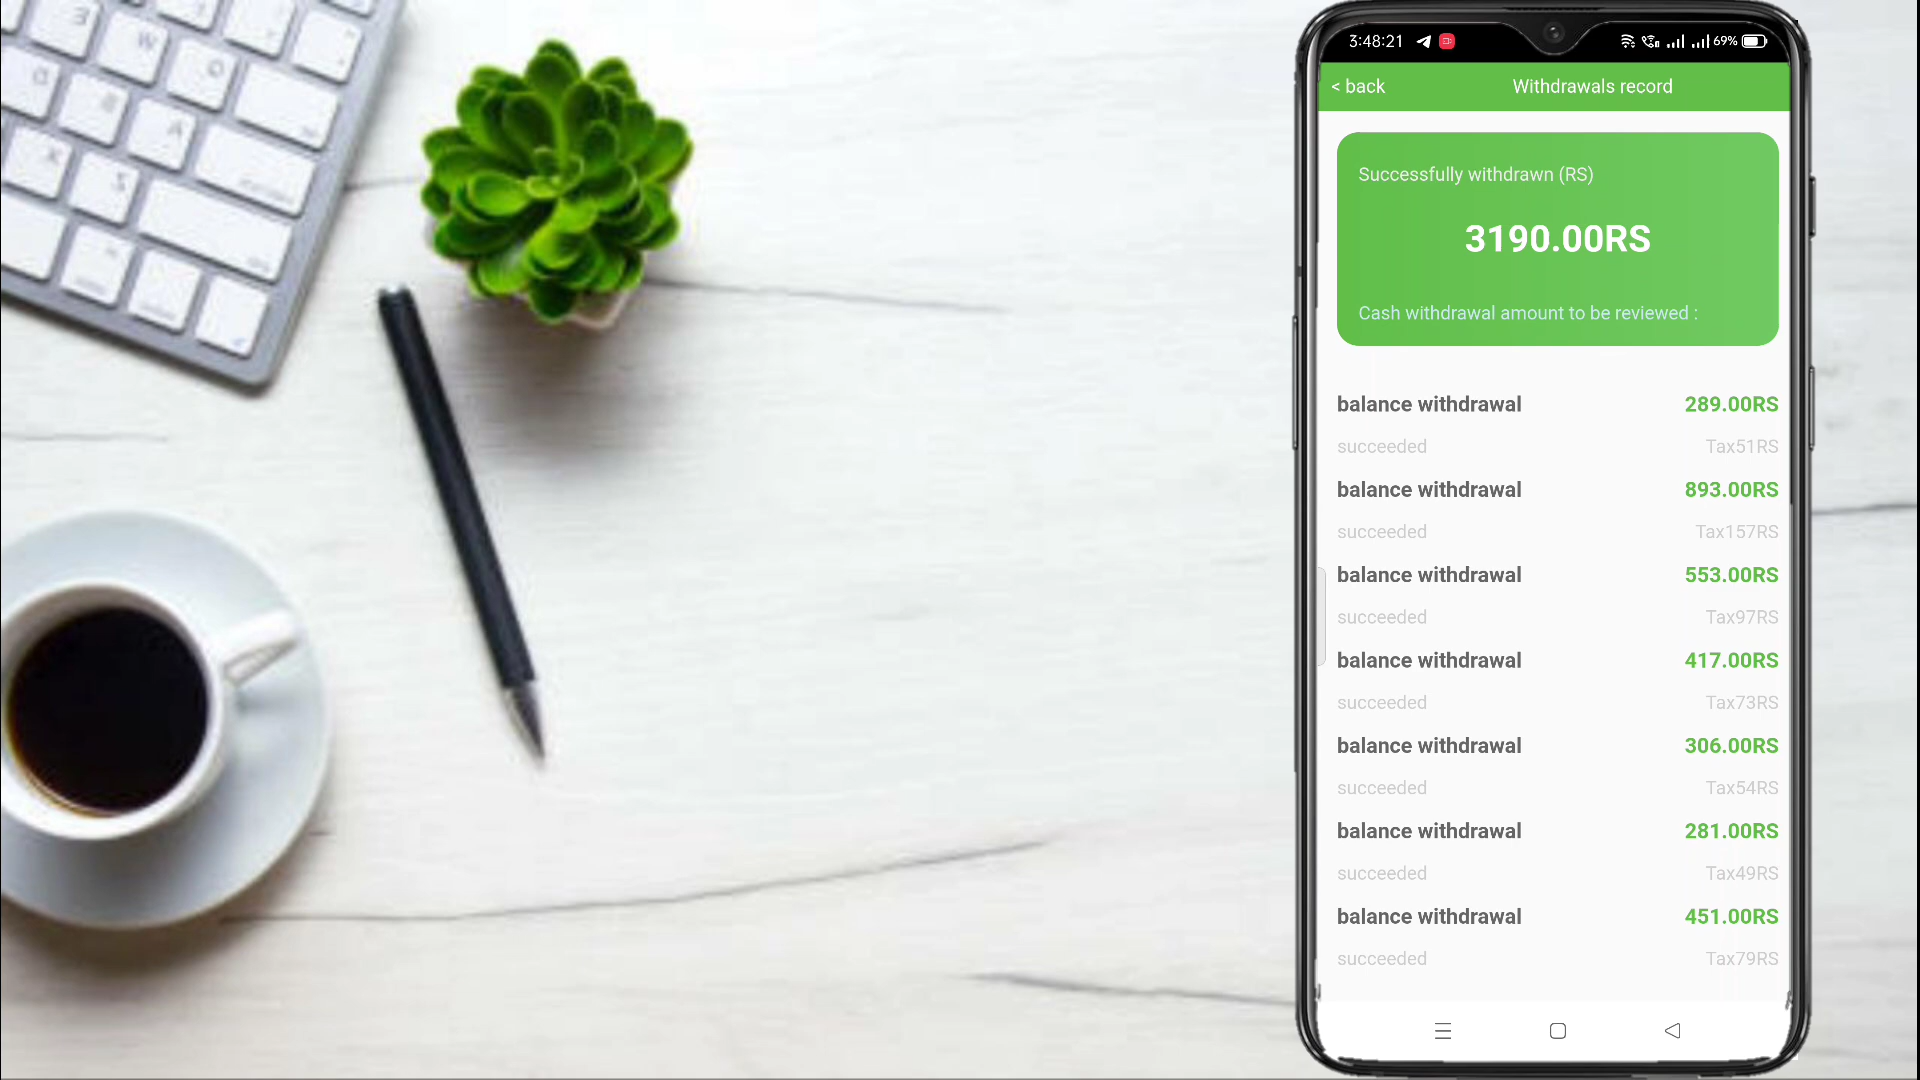 3:48:21 69%
< back Withdrawals record
Successfully withdrawn (RS)
3190.00RS
Cash withdrawal amount to be reviewed :
balance withdrawal 289.00RS
succeeded Tax51RS
balance withdrawal 893.00RS
succeeded Tax157RS
balance withdrawal 553.00RS
succeeded Tax97RS
balance withdrawal 417.00RS
succeeded Tax73RS
balance withdrawal 306.00RS
succeeded Tax54RS
balance withdrawal 281.00RS
succeeded Tax49RS
balance withdrawal 451.00RS
succeeded Tax79RS